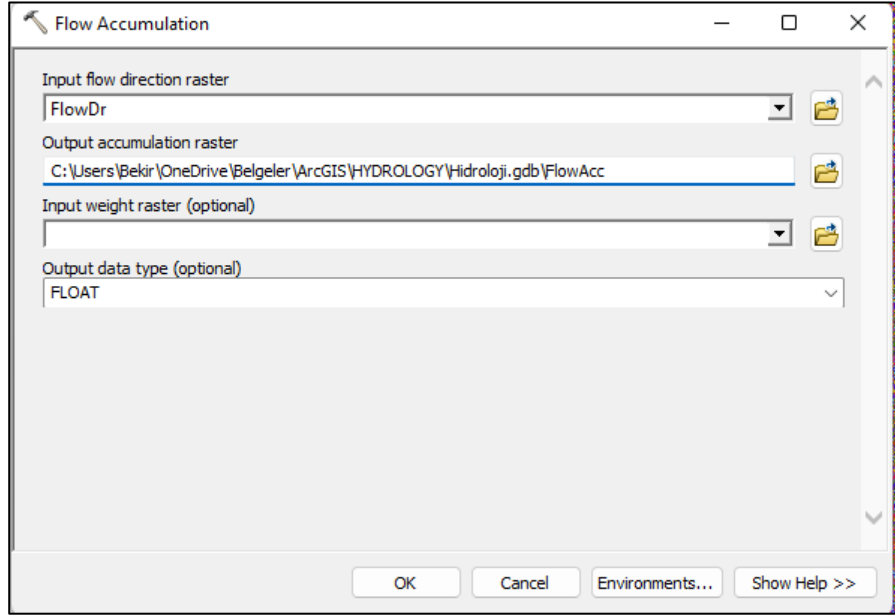 Flow Accumulation
Input flow direction raster
FlowDr
Output accumulation raster
C:\Users\Bekir\OneDrive\Belgeler\ArcGIS\HYDROLOGY\Hidroloji.gdb\FlowAcc
Input weight raster (optional)
Output data type (optional)
FLOAT
OK Cancel Environments... Show Help >>